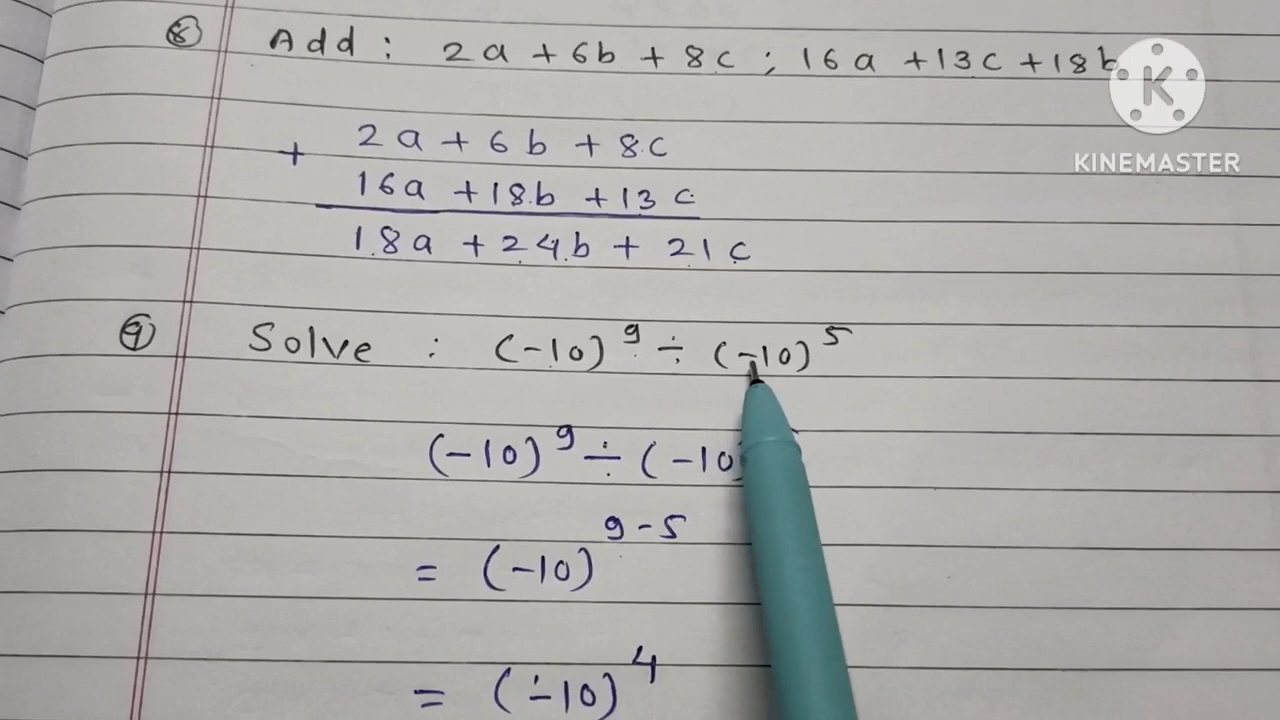 8 Add : 2a + 6b + 8c ; 16a + 13c + 18b
K
KINEMASTER
+ 2a + 6b + 8c
16a + 18b + 13c
18a + 24b + 21c
9 Solve : (-10)⁹ ÷ (-10)⁵
(-10)⁹ ÷ (-10)
= (-10)⁹⁻⁵
= (-10)⁴